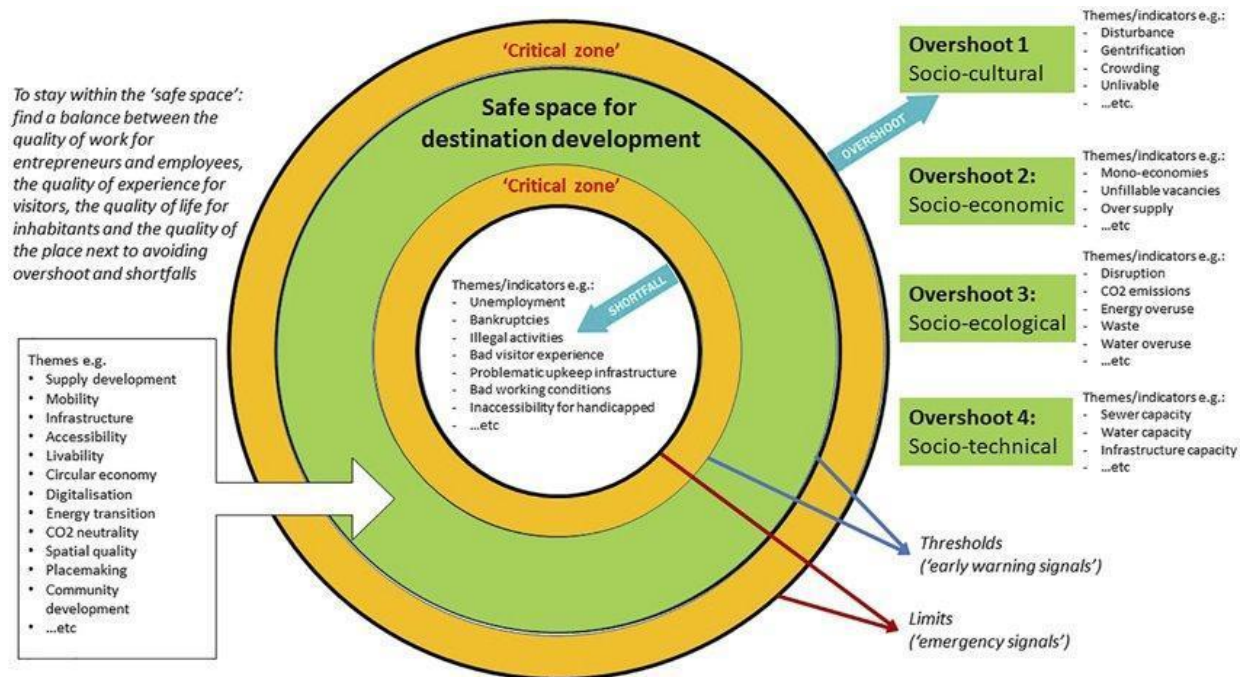 To stay within the ‘safe space’:
find a balance between the
quality of work for
entrepreneurs and employees,
the quality of experience for
visitors, the quality of life for
inhabitants and the quality of
the place next to avoiding
overshoot and shortfalls
Themes e.g.
• Supply development
• Mobility
• Infrastructure
• Accessibility
• Livability
• Circular economy
• Digitalisation
• Energy transition
• CO2 neutrality
• Spatial quality
• Placemaking
• Community
development
• ...etc
‘Critical zone’
Safe space for
destination development
‘Critical zone’
SHORTFALL
Themes/indicators e.g.:
- Unemployment
- Bankruptcies
- Illegal activities
- Bad visitor experience
- Problematic upkeep infrastructure
- Bad working conditions
- Inaccessibility for handicapped
- ...etc
OVERSHOOT
Overshoot 1
Socio-cultural
Themes/indicators e.g.:
- Disturbance
- Gentrification
- Crowding
- Unlivable
- ...etc.
Overshoot 2:
Socio-economic
Themes/indicators e.g.:
- Mono-economies
- Unfillable vacancies
- Over supply
- ...etc
Overshoot 3:
Socio-ecological
Themes/indicators e.g.:
- Disruption
- CO2 emissions
- Energy overuse
- Waste
- Water overuse
- ...etc
Overshoot 4:
Socio-technical
Themes/indicators e.g.:
- Sewer capacity
- Water capacity
- Infrastructure capacity
- ...etc
Thresholds
(‘early warning signals’)
Limits
(‘emergency signals’)